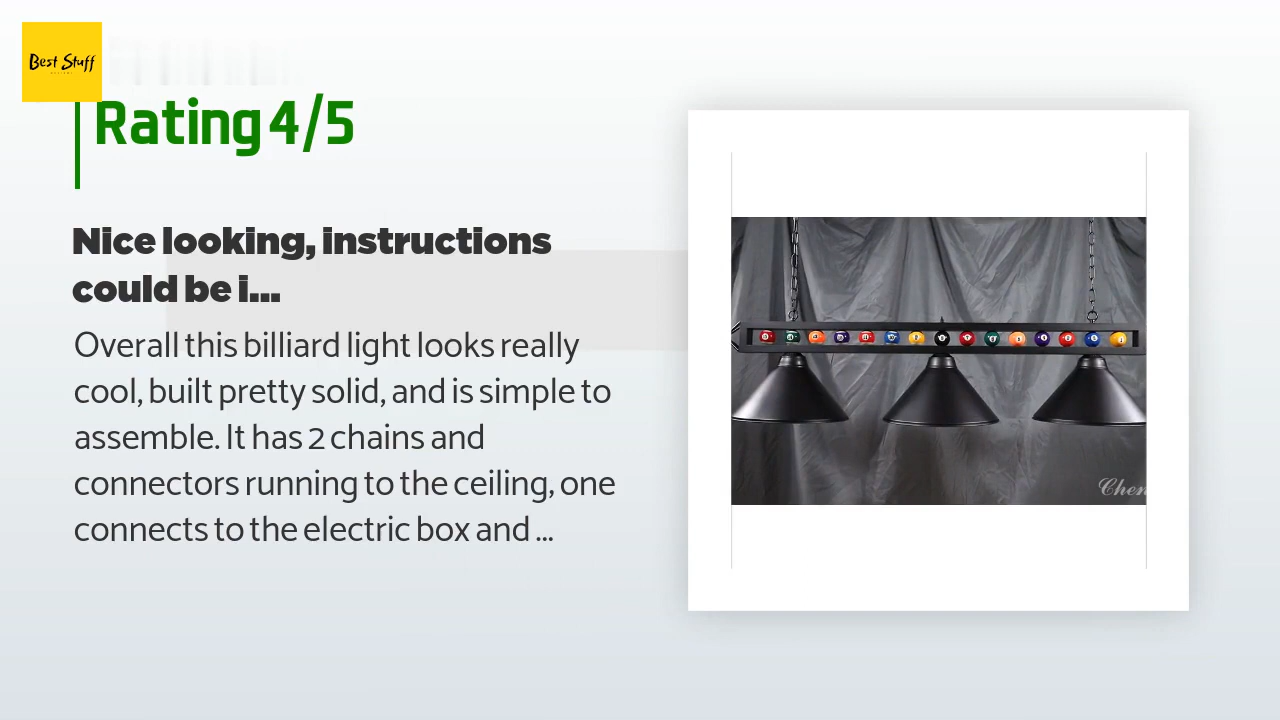 Best Stuff
Rating 4/5
Nice looking, instructions
could be i...
Overall this billiard light looks really
cool, built pretty solid, and is simple to
assemble. It has 2 chains and
connectors running to the ceiling, one
connects to the electric box and ...
Chen